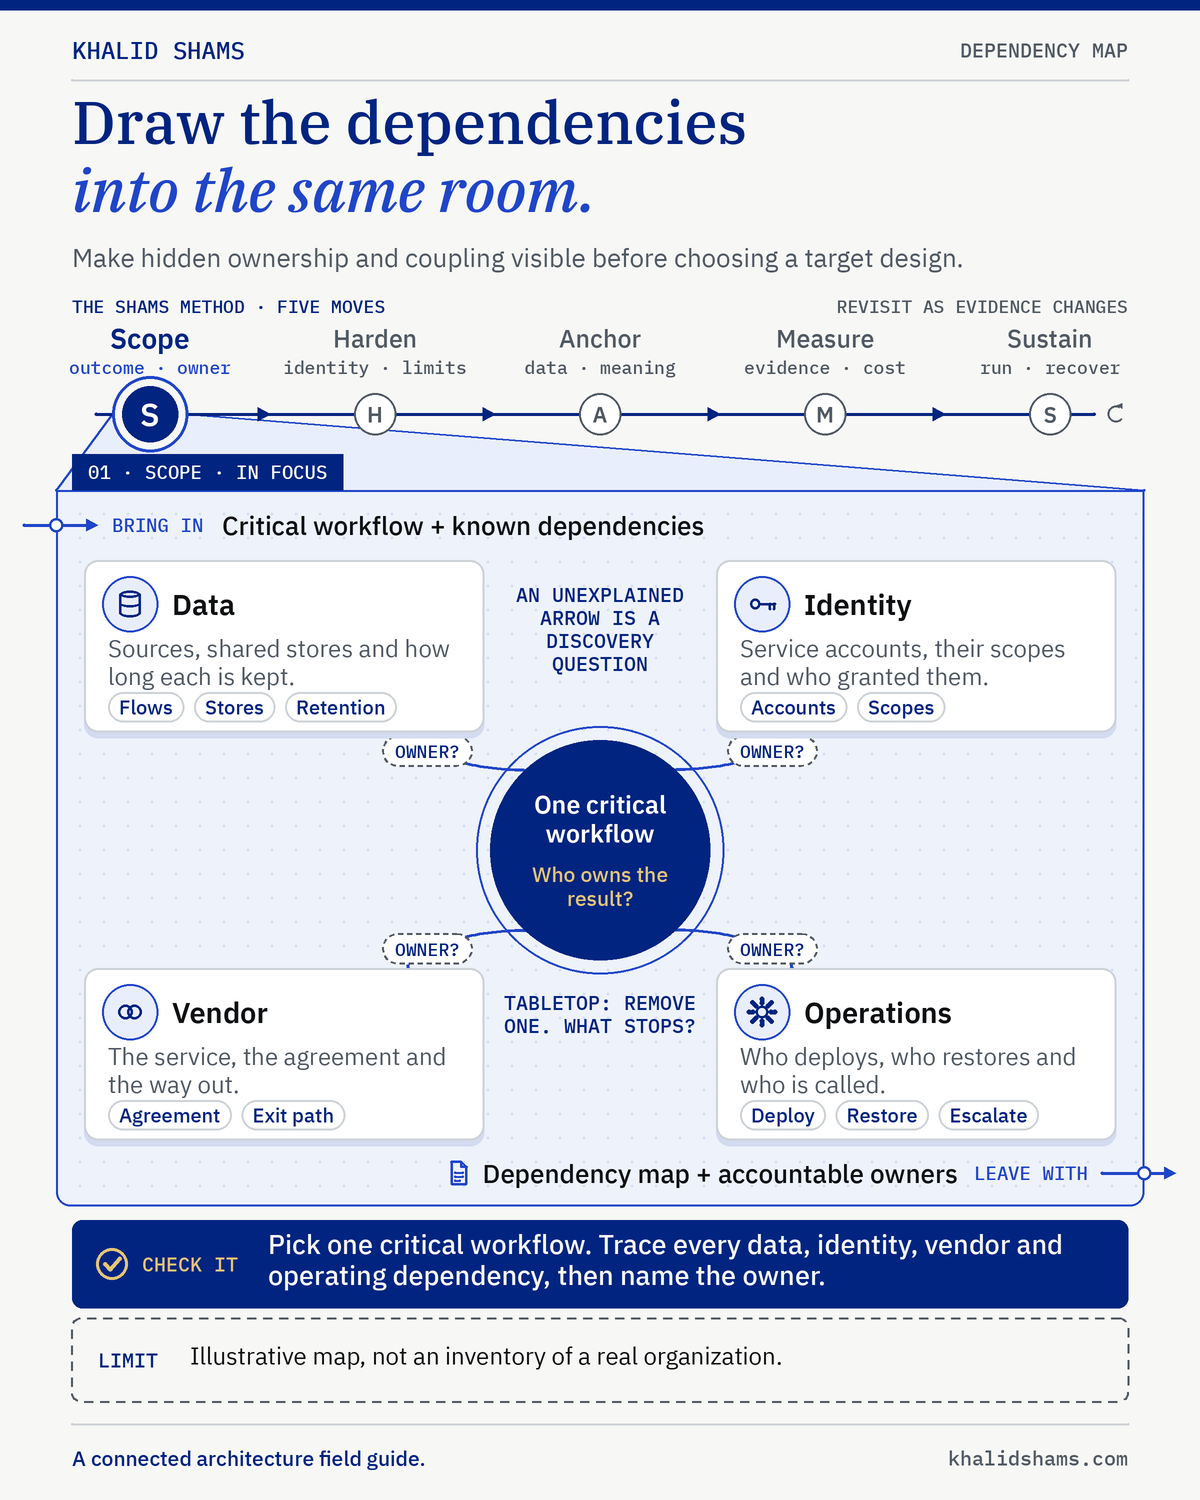 KHALID SHAMS
DEPENDENCY MAP
Draw the dependencies
into the same room.
Make hidden ownership and coupling visible before choosing a target design.
THE SHAMS METHOD · FIVE MOVES
REVISIT AS EVIDENCE CHANGES
Scope
outcome · owner
Harden
identity · limits
Anchor
data · meaning
Measure
evidence · cost
Sustain
run · recover
S
H
A
M
S
01 · SCOPE · IN FOCUS
BRING IN Critical workflow + known dependencies
Data
Sources, shared stores and how
long each is kept.
Flows
Stores
Retention
AN UNEXPLAINED
ARROW IS A
DISCOVERY
QUESTION
Identity
Service accounts, their scopes
and who granted them.
Accounts
Scopes
OWNER?
OWNER?
One critical
workflow
Who owns the
result?
OWNER?
OWNER?
Vendor
The service, the agreement and
the way out.
Agreement
Exit path
TABLETOP: REMOVE
ONE. WHAT STOPS?
Operations
Who deploys, who restores and
who is called.
Deploy
Restore
Escalate
Dependency map + accountable owners LEAVE WITH
CHECK IT
Pick one critical workflow. Trace every data, identity, vendor and
operating dependency, then name the owner.
LIMIT
Illustrative map, not an inventory of a real organization.
A connected architecture field guide.
khalidshams.com